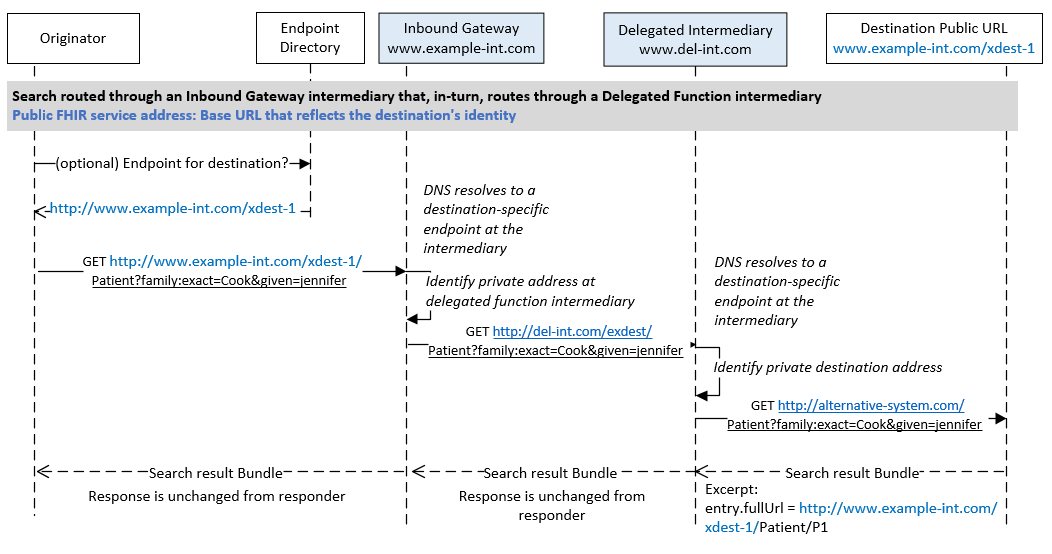 Originator
Endpoint
Directory
Inbound Gateway
www.example-int.com
Delegated Intermediary
www.del-int.com
Destination Public URL
www.example-int.com/xdest-1
Search routed through an Inbound Gateway intermediary that, in-turn, routes through a Delegated Function intermediary
Public FHIR service address: Base URL that reflects the destination's identity
(optional) Endpoint for destination?
http://www.example-int.com/xdest-1
DNS resolves to a
destination-specific
endpoint at the
intermediary
GET http://www.example-int.com/xdest-1/
Patient?family:exact=Cook&given=jennifer
Identify private address at
delegated function intermediary
DNS resolves to a
destination-specific
endpoint at the
intermediary
GET http://del-int.com/exdest/
Patient?family:exact=Cook&given=jennifer
Identify private destination address
GET http://alternative-system.com/
Patient?family:exact=Cook&given=jennifer
Search result Bundle
Response is unchanged from responder
Search result Bundle
Response is unchanged from
responder
Search result Bundle
Excerpt:
entry.fullUrl = http://www.example-int.com/
xdest-1/Patient/P1